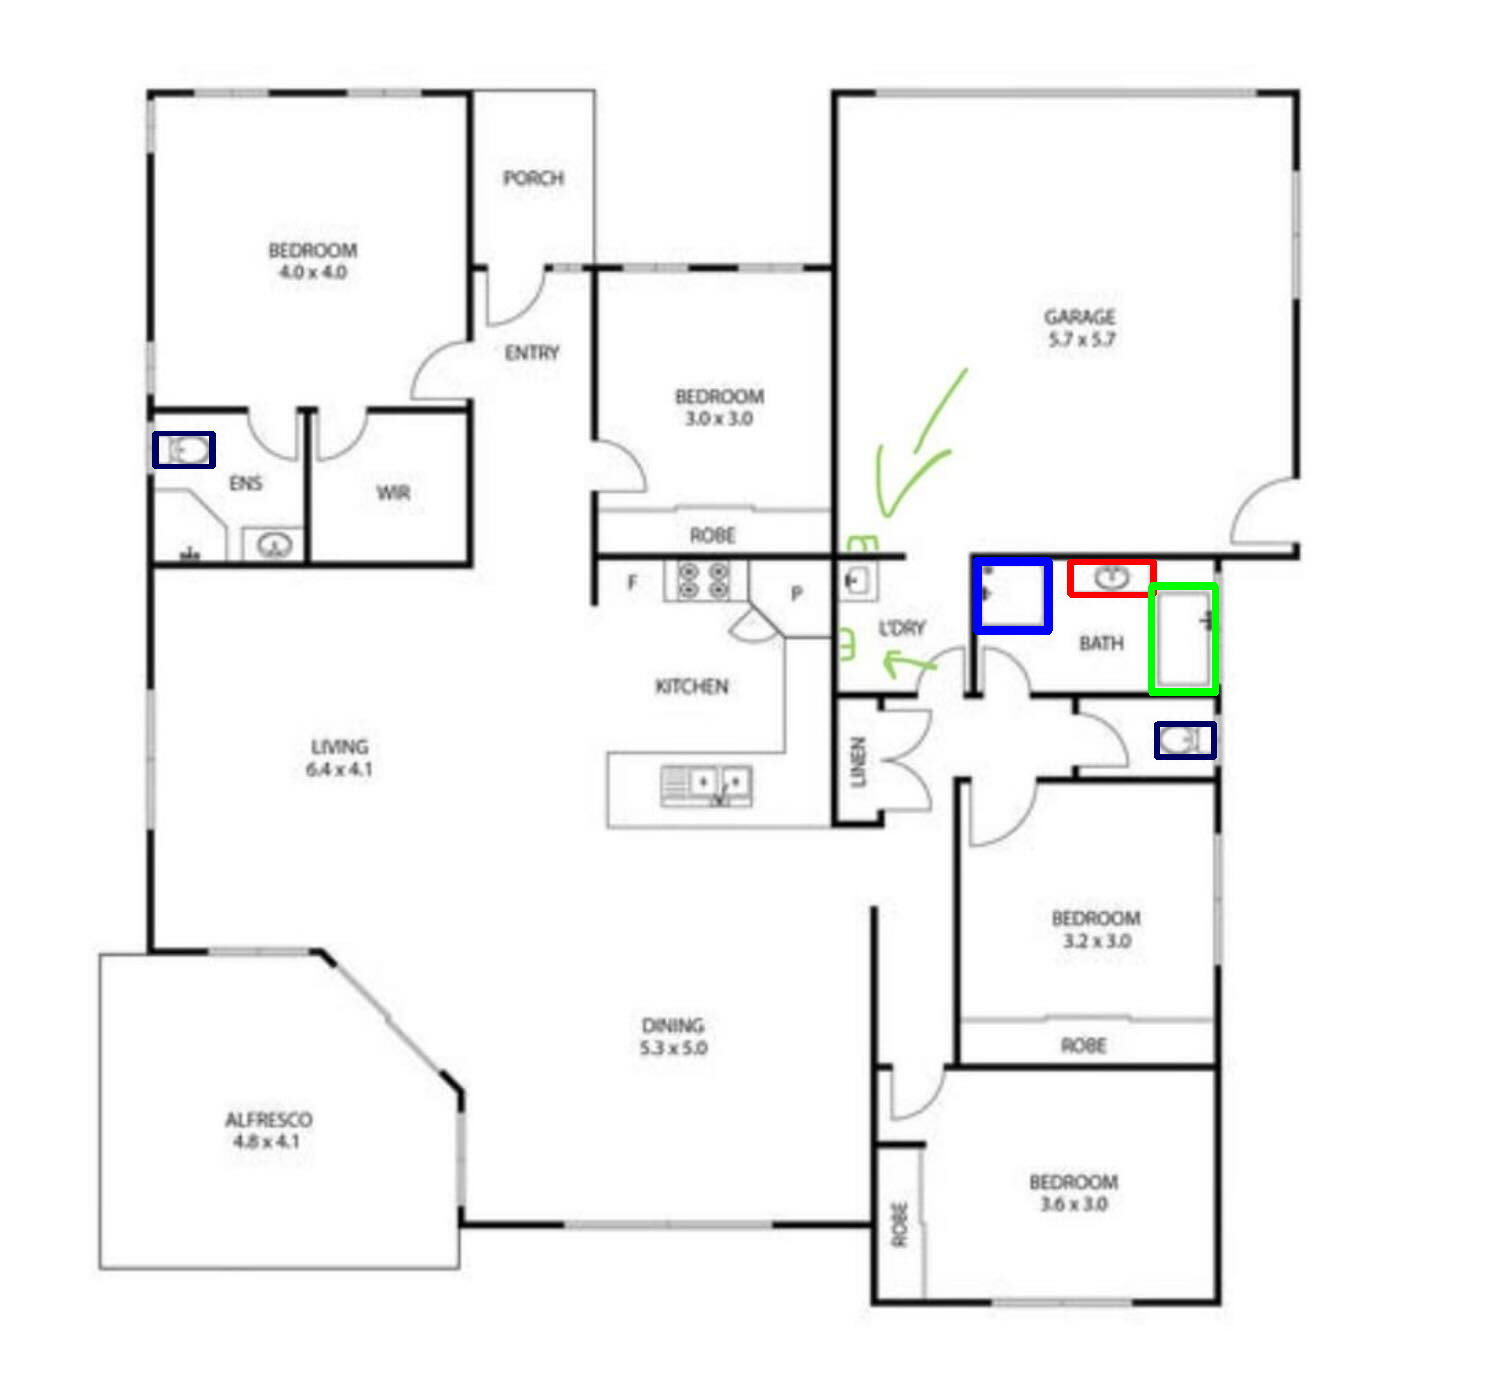 PORCH
BEDROOM
4.0 x 4.0
GARAGE
5.7 x 5.7
ENTRY
BEDROOM
3.0 x 3.0
ENS
WIR
ROBE
F
P
L'DRY
BATH
KITCHEN
LIVING
6.4 x 4.1
LINEN
BEDROOM
3.2 x 3.0
DINING
5.3 x 5.0
ROBE
ALFRESCO
4.8 x 4.1
BEDROOM
3.6 x 3.0
ROBE